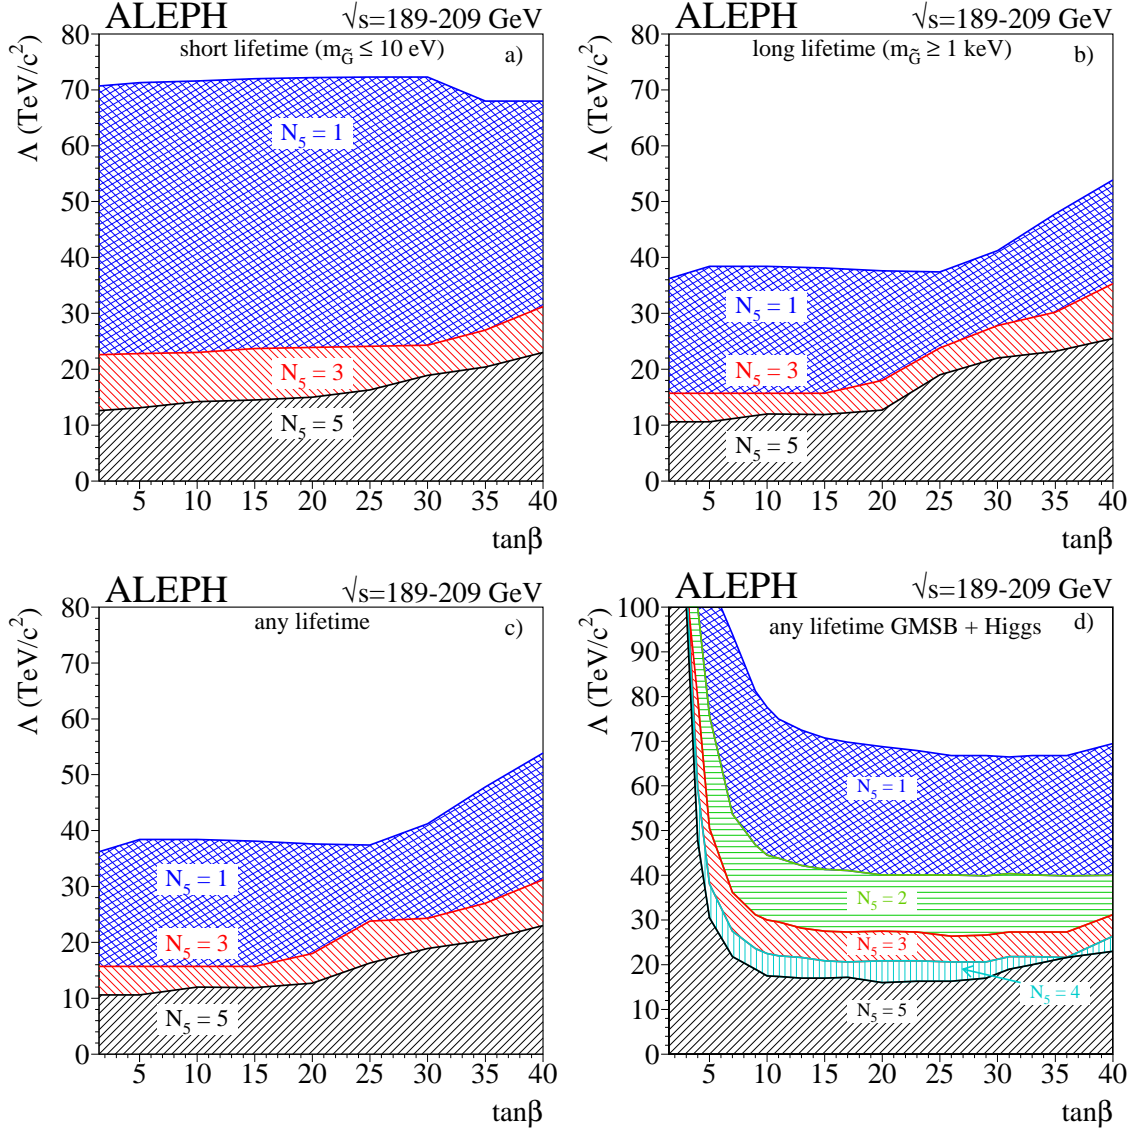 ALEPH √s=189-209 GeV
short lifetime (m_G̃ ≤ 10 eV) a)
Λ (TeV/c²)
80
70
60
50
40
30
20
10
0
N₅ = 1
N₅ = 3
N₅ = 5
5 10 15 20 25 30 35 40
tanβ
ALEPH √s=189-209 GeV
long lifetime (m_G̃ ≥ 1 keV) b)
Λ (TeV/c²)
80
70
60
50
40
30
20
10
0
N₅ = 1
N₅ = 3
N₅ = 5
5 10 15 20 25 30 35 40
tanβ
ALEPH √s=189-209 GeV
any lifetime c)
Λ (TeV/c²)
80
70
60
50
40
30
20
10
0
N₅ = 1
N₅ = 3
N₅ = 5
5 10 15 20 25 30 35 40
tanβ
ALEPH √s=189-209 GeV
any lifetime GMSB + Higgs d)
Λ (TeV/c²)
100
90
80
70
60
50
40
30
20
10
0
N₅ = 1
N₅ = 2
N₅ = 3
N₅ = 4
N₅ = 5
5 10 15 20 25 30 35 40
tanβ